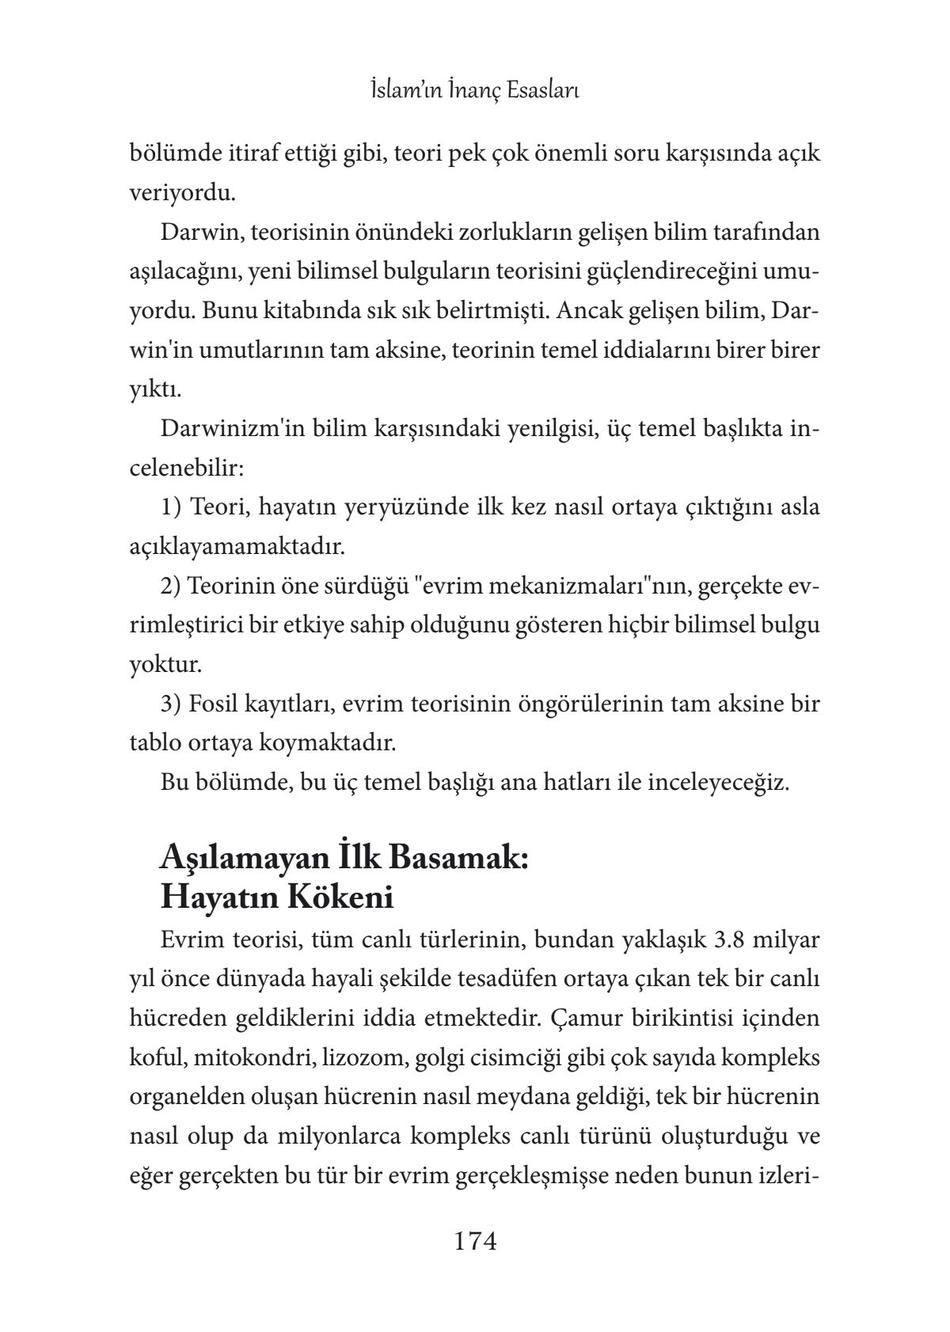 İslam’ın İnanç Esasları
bölümde itiraf ettiği gibi, teori pek çok önemli soru karşısında açık
veriyordu.
Darwin, teorisinin önündeki zorlukların gelişen bilim tarafından
aşılacağını, yeni bilimsel bulguların teorisini güçlendireceğini umu-
yordu. Bunu kitabında sık sık belirtmişti. Ancak gelişen bilim, Dar-
win'in umutlarının tam aksine, teorinin temel iddialarını birer birer
yıktı.
Darwinizm'in bilim karşısındaki yenilgisi, üç temel başlıkta in-
celenebilir:
1) Teori, hayatın yeryüzünde ilk kez nasıl ortaya çıktığını asla
açıklayamamaktadır.
2) Teorinin öne sürdüğü "evrim mekanizmaları"nın, gerçekte ev-
rimleştirici bir etkiye sahip olduğunu gösteren hiçbir bilimsel bulgu
yoktur.
3) Fosil kayıtları, evrim teorisinin öngörülerinin tam aksine bir
tablo ortaya koymaktadır.
Bu bölümde, bu üç temel başlığı ana hatları ile inceleyeceğiz.
Aşılamayan İlk Basamak:
Hayatın Kökeni
Evrim teorisi, tüm canlı türlerinin, bundan yaklaşık 3.8 milyar
yıl önce dünyada hayali şekilde tesadüfen ortaya çıkan tek bir canlı
hücreden geldiklerini iddia etmektedir. Çamur birikintisi içinden
koful, mitokondri, lizozom, golgi cisimciği gibi çok sayıda kompleks
organelden oluşan hücrenin nasıl meydana geldiği, tek bir hücrenin
nasıl olup da milyonlarca kompleks canlı türünü oluşturduğu ve
eğer gerçekten bu tür bir evrim gerçekleşmişse neden bunun izleri-
174